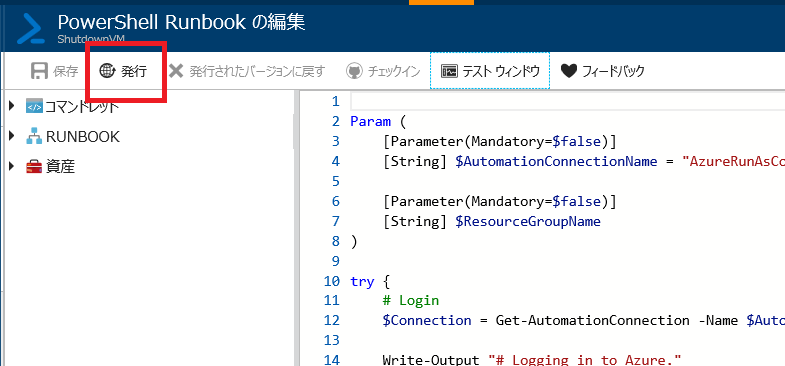 PowerShell Runbook の編集
ShutdownVM
保存 発行 発行されたバージョンに戻す チェックイン テスト ウィンドウ フィードバック
コマンドレット
RUNBOOK
資産
1
2 Param (
3 [Parameter(Mandatory=$false)]
4 [String] $AutomationConnectionName = "AzureRunAsCo
5
6 [Parameter(Mandatory=$false)]
7 [String] $ResourceGroupName
8 )
9
10 try {
11 # Login
12 $Connection = Get-AutomationConnection -Name $Auto
13
14 Write-Output "# Logging in to Azure."